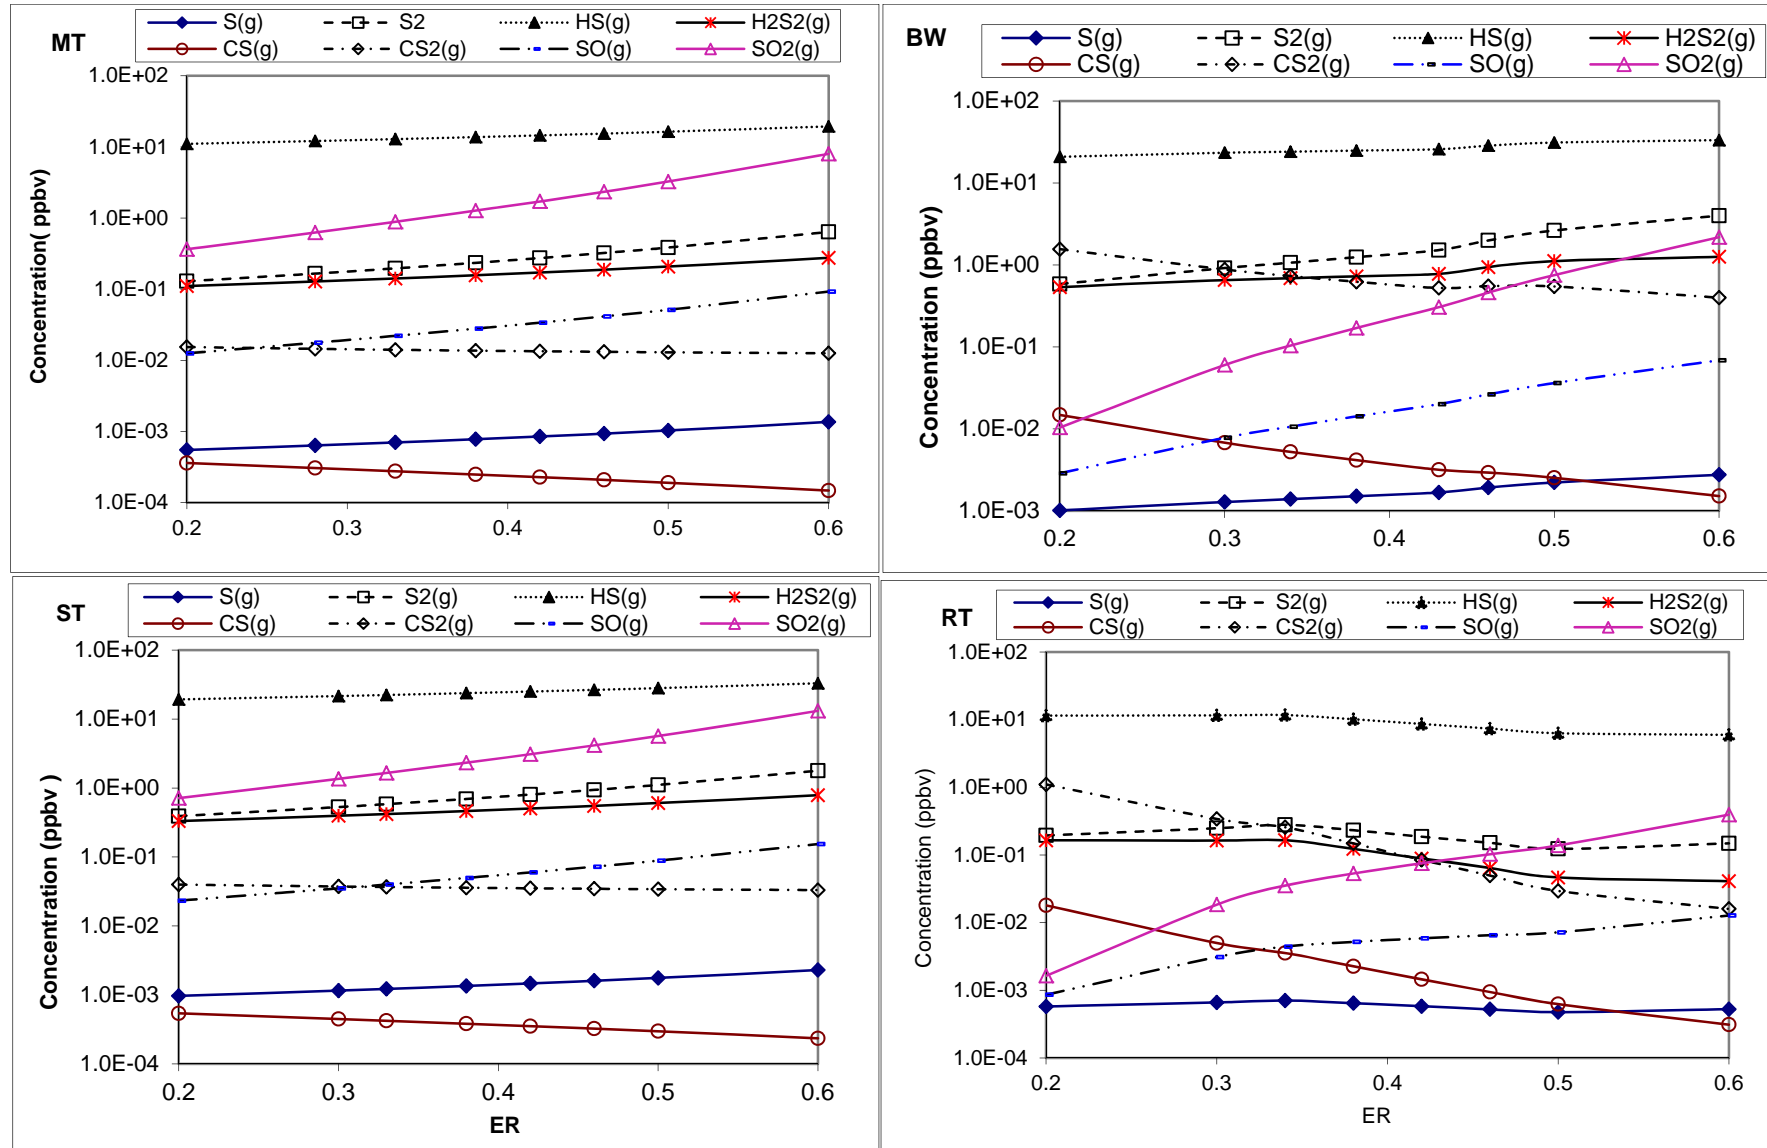 MT
S(g) S2 HS(g) H2S2(g)
CS(g) CS2(g) SO(g) SO2(g)
Concentration( ppbv)
1.0E+02
1.0E+01
1.0E+00
1.0E-01
1.0E-02
1.0E-03
1.0E-04
0.2 0.3 0.4 0.5 0.6
BW
S(g) S2(g) HS(g) H2S2(g)
CS(g) CS2(g) SO(g) SO2(g)
Concentration (ppbv)
1.0E+02
1.0E+01
1.0E+00
1.0E-01
1.0E-02
1.0E-03
0.2 0.3 0.4 0.5 0.6
ST
S(g) S2(g) HS(g) H2S2(g)
CS(g) CS2(g) SO(g) SO2(g)
Concentration (ppbv )
1.0E+02
1.0E+01
1.0E+00
1.0E-01
1.0E-02
1.0E-03
1.0E-04
0.2 0.3 0.4 0.5 0.6
ER
RT
S(g) S2(g) HS(g) H2S2(g)
CS(g) CS2(g) SO(g) SO2(g)
Concentration (ppbv)
1.0E+02
1.0E+01
1.0E+00
1.0E-01
1.0E-02
1.0E-03
1.0E-04
0.2 0.3 0.4 0.5 0.6
ER